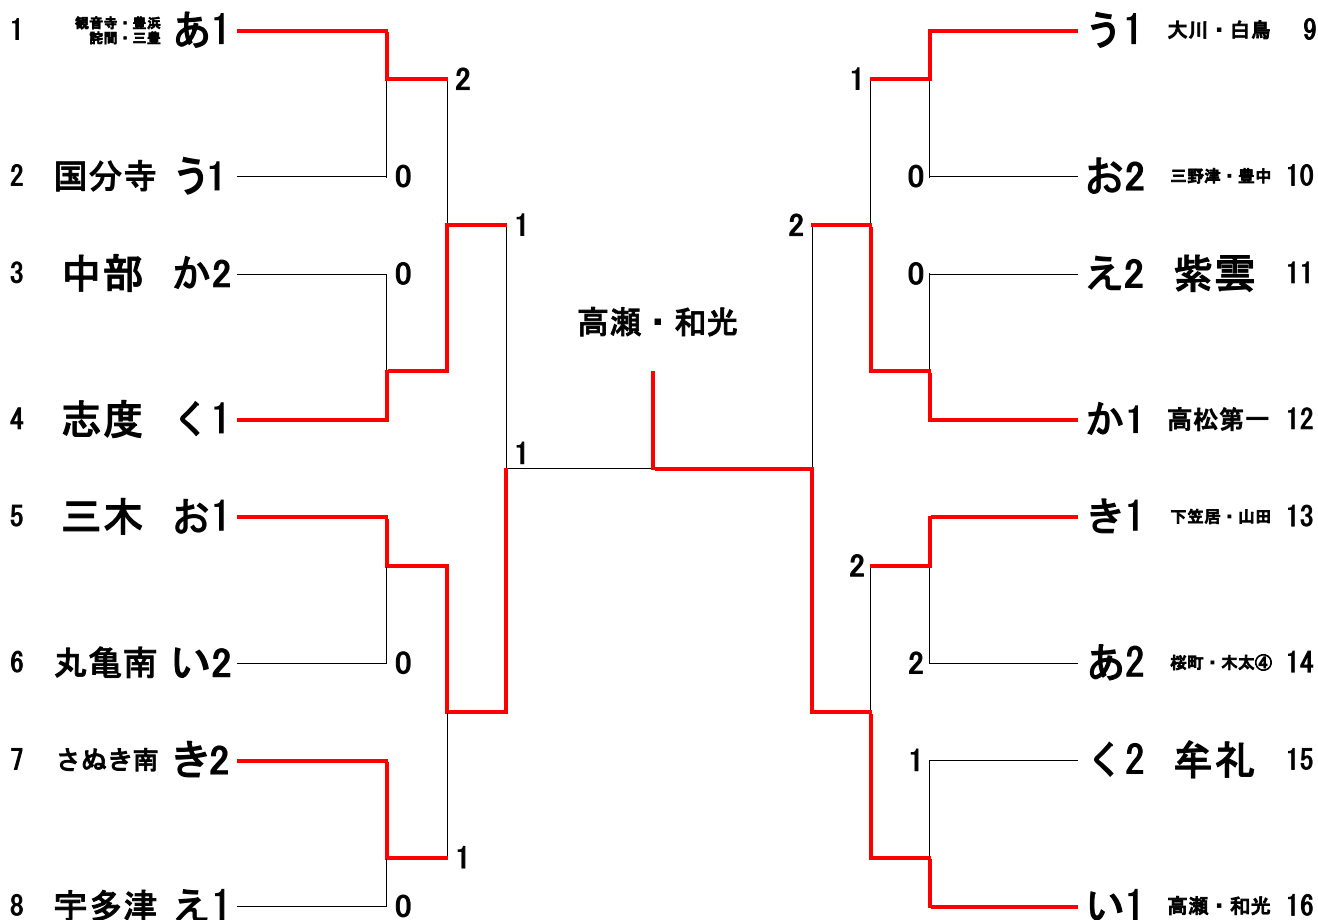 1 観音寺・豊浜 詫間・三豊 あ1
2
2 国分寺 う1
0
3 中部 か2
0
1
4 志度 く1
1
5 三木 お1
6 丸亀南 い2
0
7 さぬき南 き2
1
8 宇多津 え1
0
高瀬・和光
う1 大川・白鳥 9
1
お2 三野津・豊中 10
0
2
え2 紫雲 11
0
か1 高松第一 12
き1 下笠居・山田 13
2
あ2 桜町・木太④ 14
2
く2 牟礼 15
1
い1 高瀬・和光 16